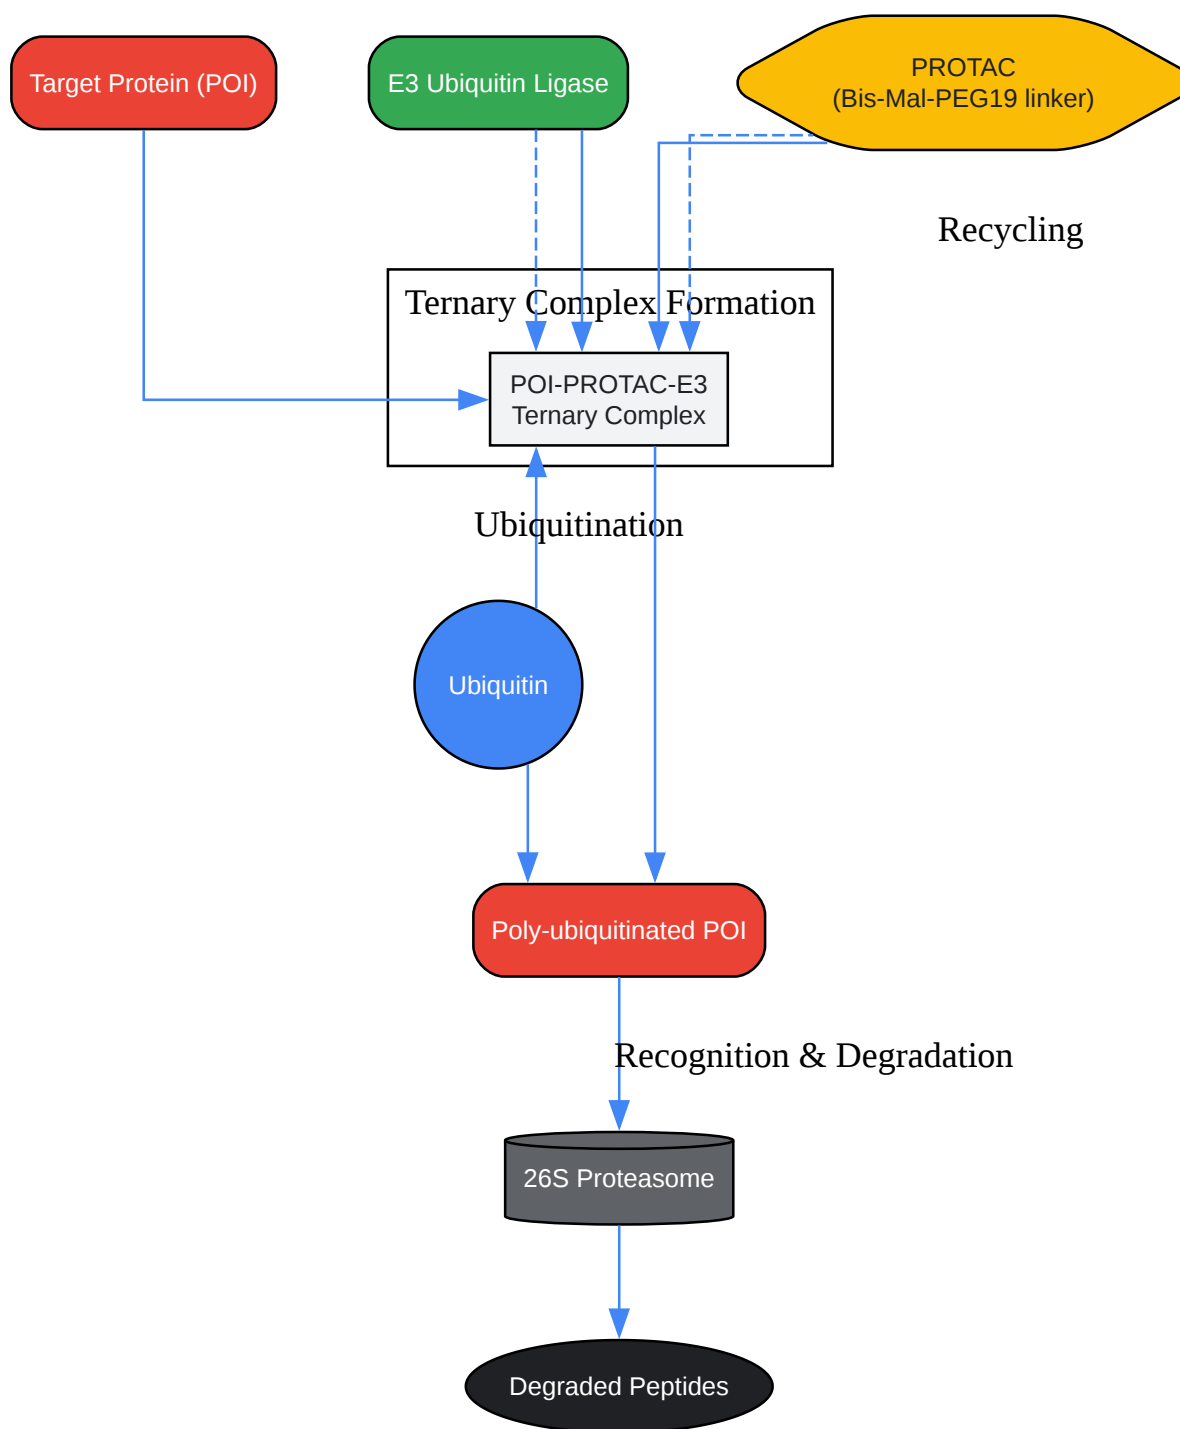 Target Protein (POI)
E3 Ubiquitin Ligase
PROTAC
(Bis-Mal-PEG19 linker)
Recycling
Ternary Complex Formation
POI-PROTAC-E3
Ternary Complex
Ubiquitination
Ubiquitin
Poly-ubiquitinated POI
Recognition & Degradation
26S Proteasome
Degraded Peptides